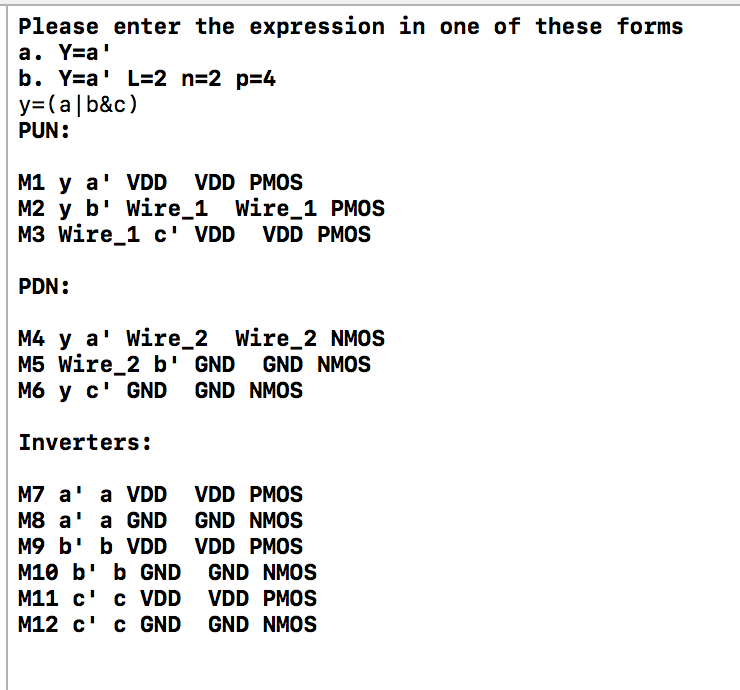 Please enter the expression in one of these forms
a. Y=a'
b. Y=a' L=2 n=2 p=4
y=(a|b&c)
PUN:
M1 y a' VDD  VDD PMOS
M2 y b' Wire_1  Wire_1 PMOS
M3 Wire_1 c' VDD  VDD PMOS
PDN:
M4 y a' Wire_2  Wire_2 NMOS
M5 Wire_2 b' GND  GND NMOS
M6 y c' GND  GND NMOS
Inverters:
M7 a' a VDD  VDD PMOS
M8 a' a GND  GND NMOS
M9 b' b VDD  VDD PMOS
M10 b' b GND  GND NMOS
M11 c' c VDD  VDD PMOS
M12 c' c GND  GND NMOS